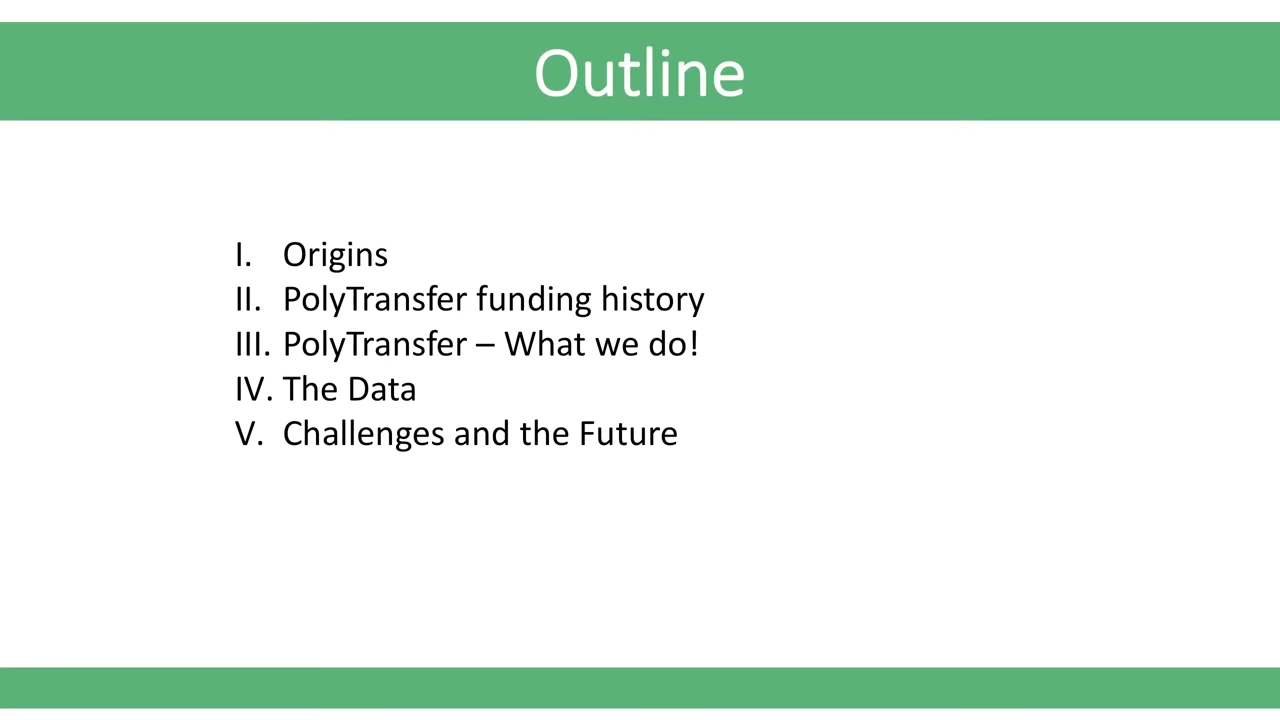 Outline
I. Origins
II. PolyTransfer funding history
III. PolyTransfer – What we do!
IV. The Data
V. Challenges and the Future